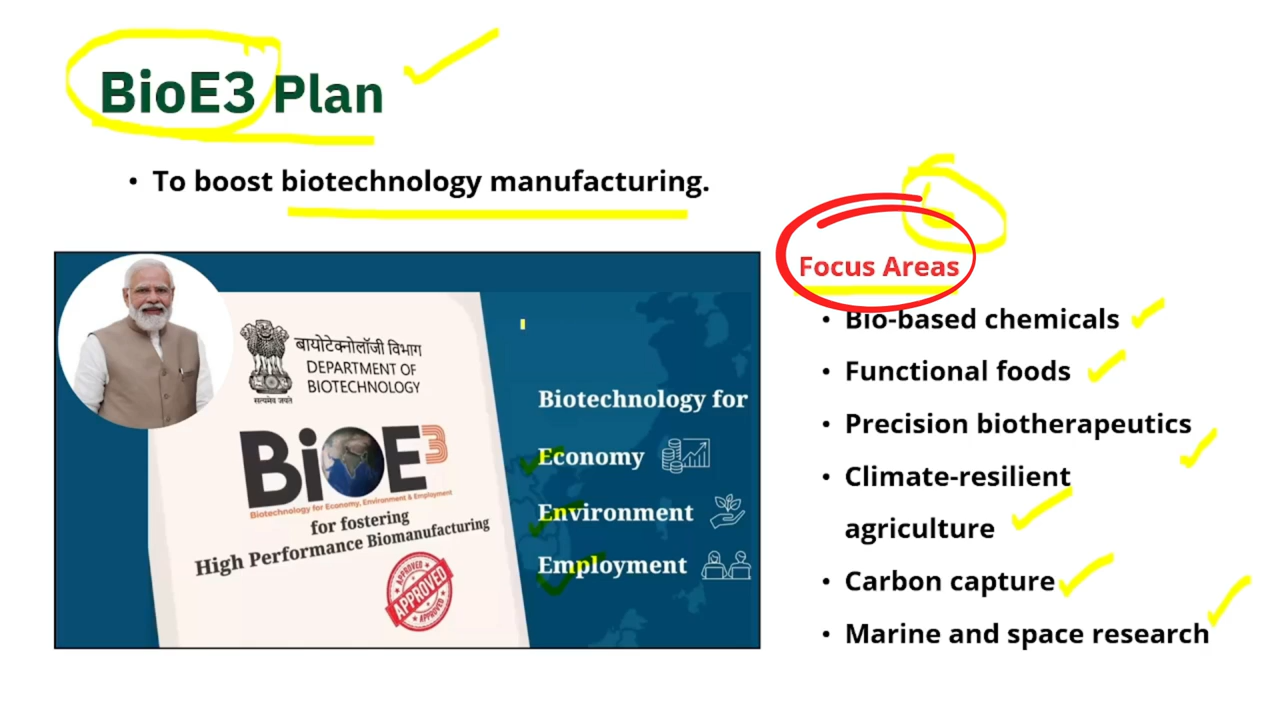 BioE3 Plan
• To boost biotechnology manufacturing.
बायोटेक्नोलॉजी विभाग
DEPARTMENT OF
BIOTECHNOLOGY
सत्यमेव जयते
BiOE3
Biotechnology for Economy, Environment & Employment
for fostering
High Performance Biomanufacturing
APPROVED
APPROVED
APPROVED
Biotechnology for
Economy
Environment
Employment
Focus Areas
• Bio-based chemicals
• Functional foods
• Precision biotherapeutics
• Climate-resilient
agriculture
• Carbon capture
• Marine and space research